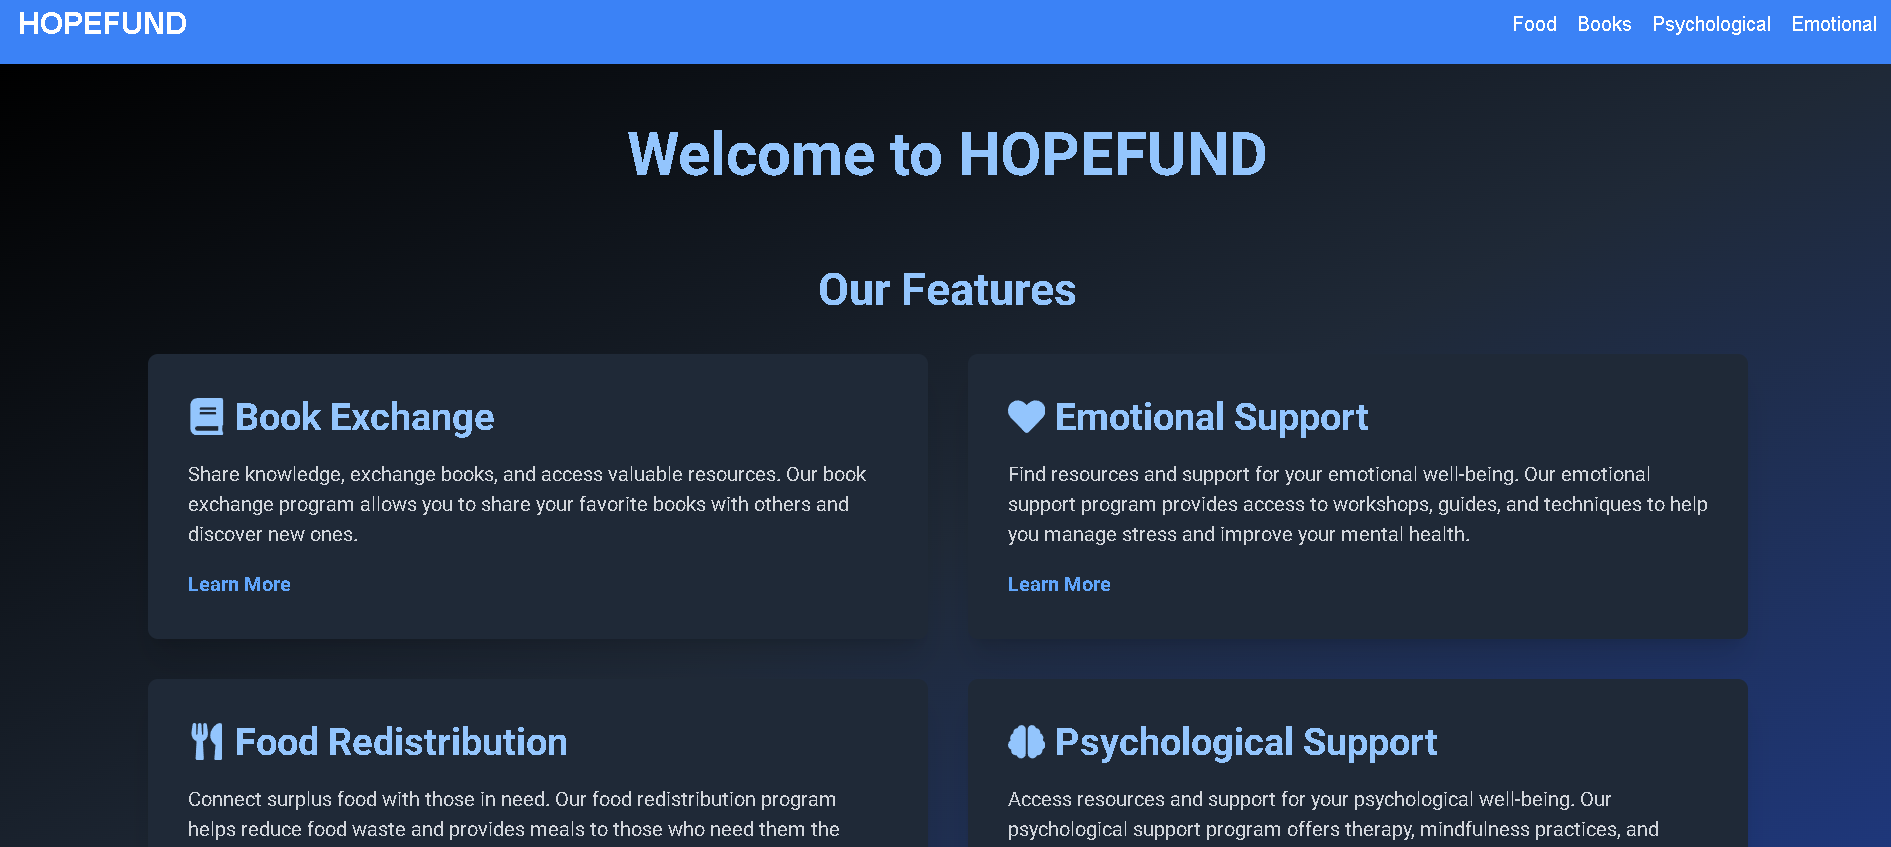 HOPEFUND
Food Books Psychological Emotional
Welcome to HOPEFUND
Our Features
Book Exchange
Share knowledge, exchange books, and access valuable resources. Our book
exchange program allows you to share your favorite books with others and
discover new ones.
Learn More
Emotional Support
Find resources and support for your emotional well-being. Our emotional
support program provides access to workshops, guides, and techniques to help
you manage stress and improve your mental health.
Learn More
Food Redistribution
Connect surplus food with those in need. Our food redistribution program
helps reduce food waste and provides meals to those who need them the
Psychological Support
Access resources and support for your psychological well-being. Our
psychological support program offers therapy, mindfulness practices, and